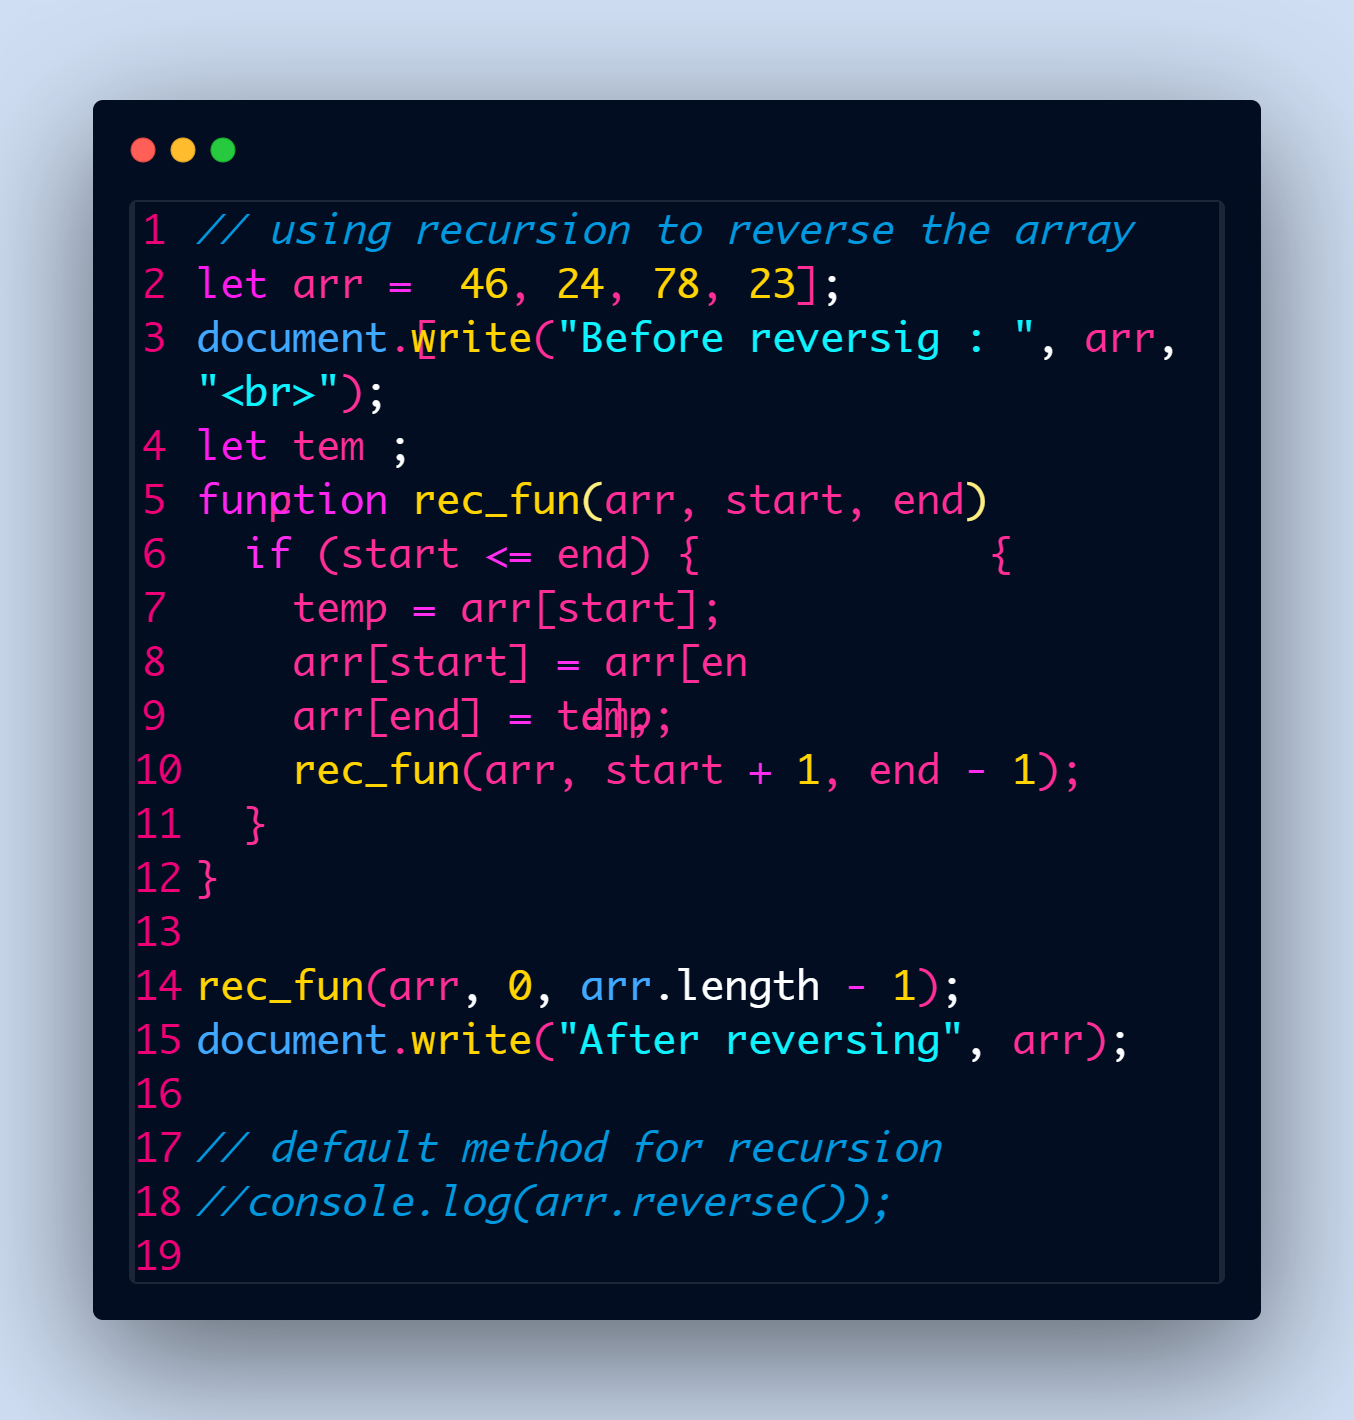 1 // using recursion to reverse the array
2 let arr = [46, 24, 78, 23];
3 document.write("Before reversig : ", arr,
"<br>");
4 let temp;
5 function rec_fun(arr, start, end) {
6 if (start <= end) {
7 temp = arr[start];
8 arr[start] = arr[end];
9 arr[end] = temp;
10 rec_fun(arr, start + 1, end - 1);
11 }
12 }
13
14 rec_fun(arr, 0, arr.length - 1);
15 document.write("After reversing", arr);
16
17 // default method for recursion
18 //console.log(arr.reverse());
19